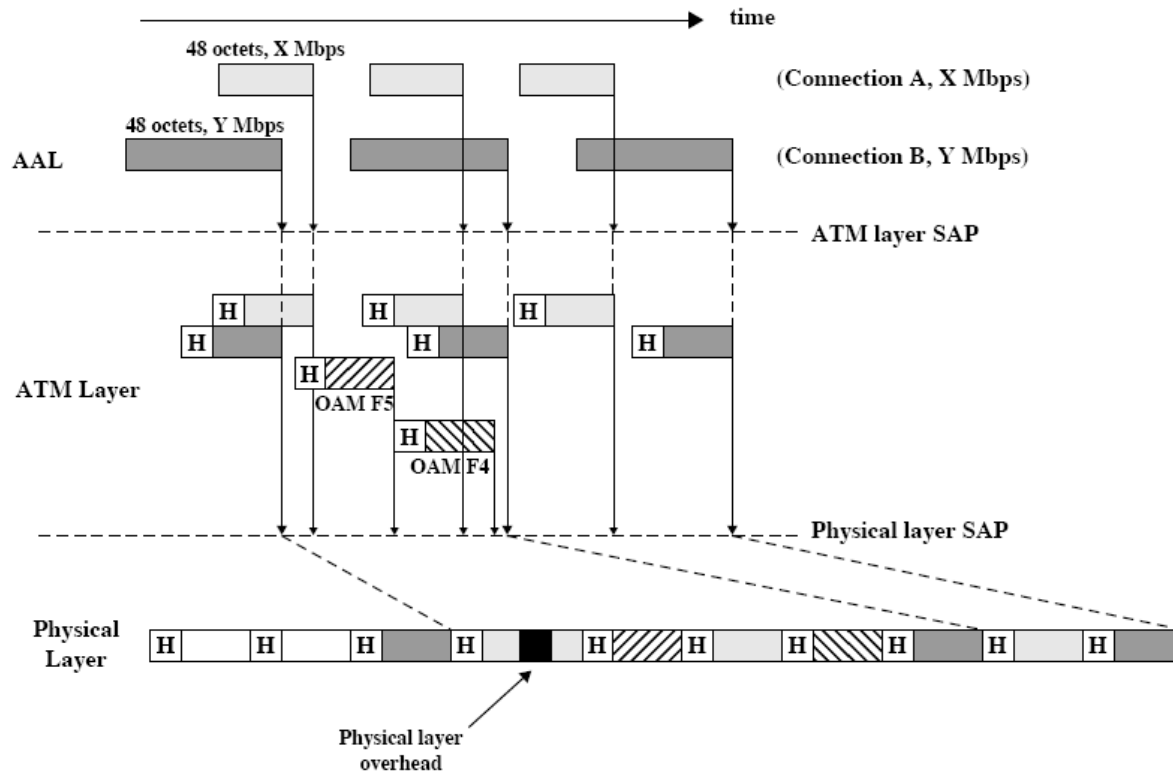 time
48 octets, X Mbps
(Connection A, X Mbps)
48 octets, Y Mbps
AAL
(Connection B, Y Mbps)
ATM layer SAP
H
H
H
H
H
H
ATM Layer
H
OAM F5
H
OAM F4
Physical layer SAP
Physical
Layer
H H H H H H H H H H
Physical layer
overhead